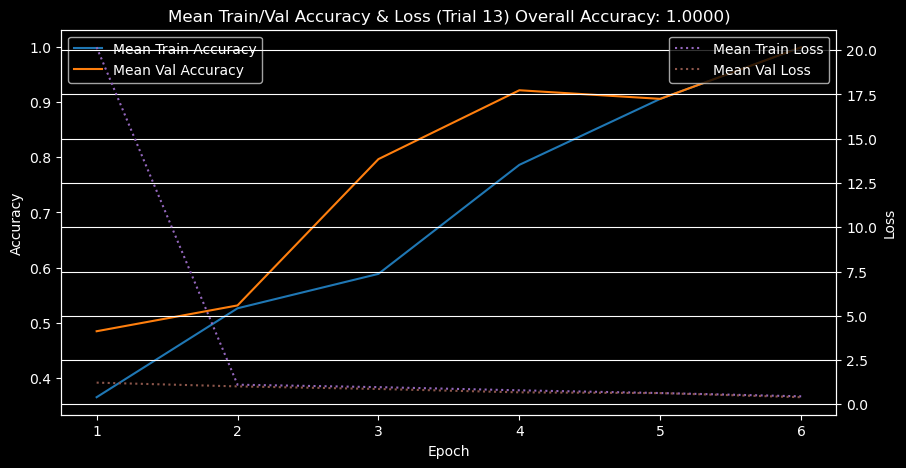 Mean Train/Val Accuracy & Loss (Trial 13) Overall Accuracy: 1.0000)
Mean Train Accuracy
Mean Val Accuracy
Mean Train Loss
Mean Val Loss
1.0
0.9
0.8
0.7
0.6
0.5
0.4
Accuracy
20.0
17.5
15.0
12.5
10.0
7.5
5.0
2.5
0.0
Loss
1 2 3 4 5 6
Epoch